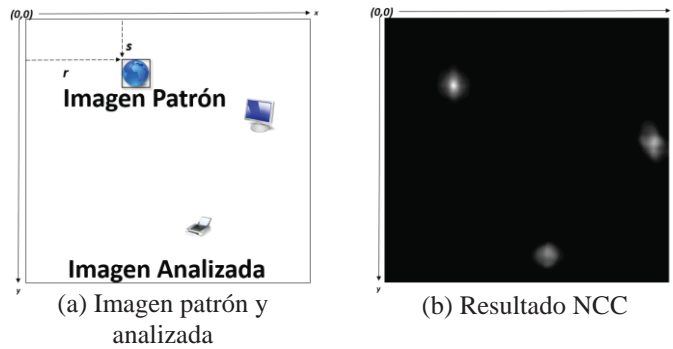 (0,0)
x
s
r
Imagen Patrón
Imagen Analizada
y
(a) Imagen patrón y
analizada
(0,0)
x
y
(b) Resultado NCC